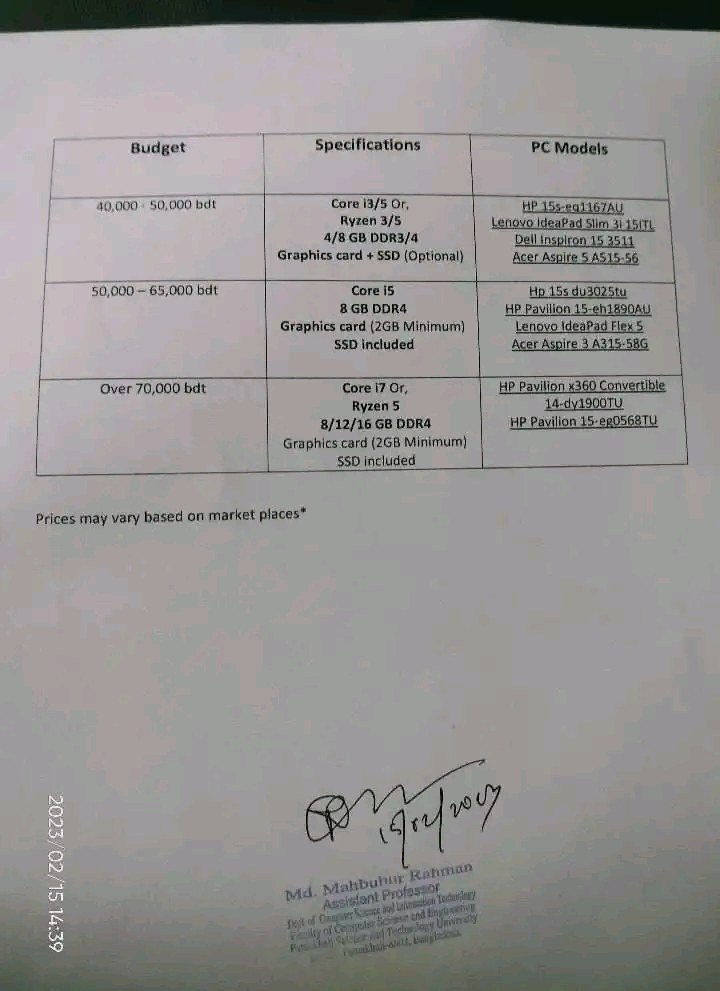 Budget
Specifications
PC Models
40,000 - 50,000 bdt
Core i3/5 Or,
Ryzen 3/5
4/8 GB DDR3/4
Graphics card + SSD (Optional)
HP 15s-eq1167AU
Lenovo IdeaPad Slim 3i 15ITL
Dell Inspiron 15 3511
Acer Aspire 5 A515-56
50,000 – 65,000 bdt
Core i5
8 GB DDR4
Graphics card (2GB Minimum)
SSD included
Hp 15s du3025tu
HP Pavilion 15-eh1890AU
Lenovo IdeaPad Flex 5
Acer Aspire 3 A315-58G
Over 70,000 bdt
Core i7 Or,
Ryzen 5
8/12/16 GB DDR4
Graphics card (2GB Minimum)
SSD included
HP Pavilion x360 Convertible
14-dy1900TU
HP Pavilion 15-eg0568TU
Prices may vary based on market places*
15/02/2023
Md. Mahbubur Rahman
Assistant Professor
Dept of Computer Science and Information Technology
Faculty of Computer Science and Engineering
Patuakhali Science and Technology University
Bangladesh
2023/02/15 14:39